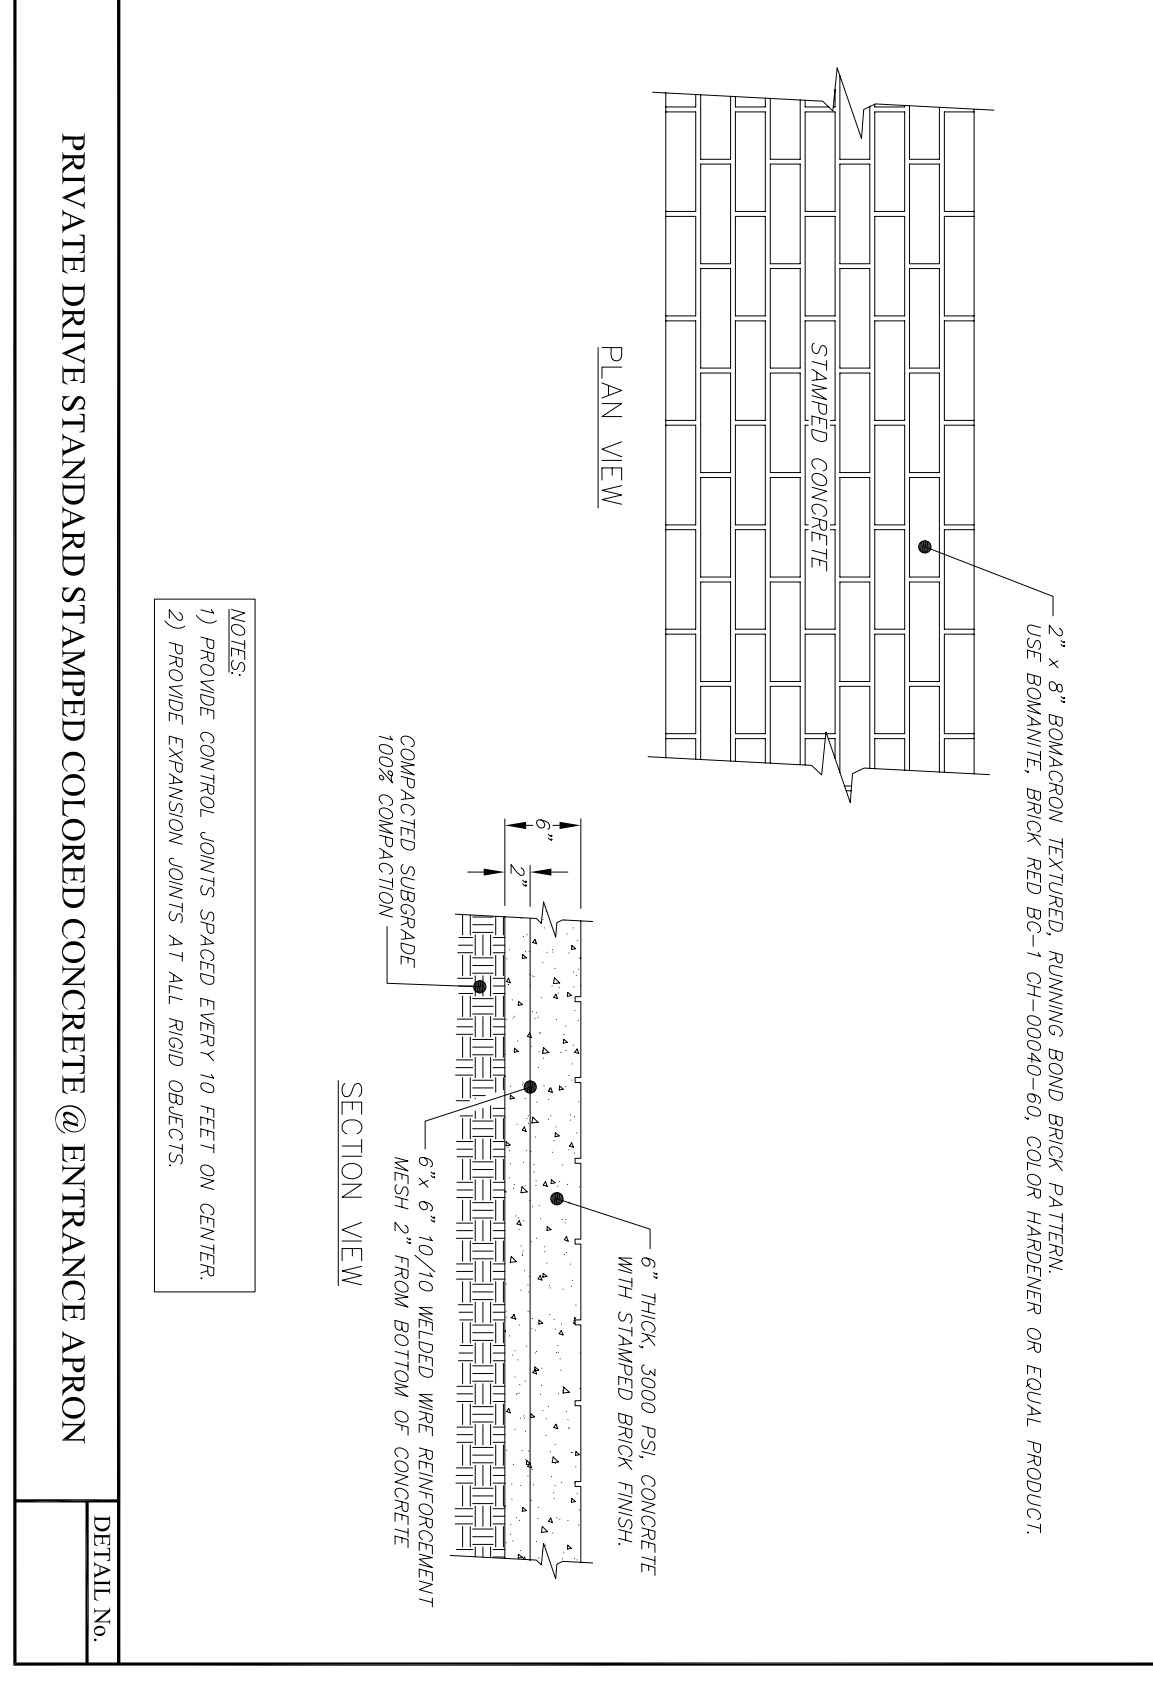 2" x 8" BOMACRON TEXTURED, RUNNING BOND BRICK PATTERN.
USE BOMANITE, BRICK RED BC-1 CH-00040-60, COLOR HARDENER OR EQUAL PRODUCT.
STAMPED CONCRETE
PLAN VIEW
6" THICK, 3000 PSI, CONCRETE
WITH STAMPED BRICK FINISH.
6"
2"
COMPACTED SUBGRADE
100% COMPACTION
6"x 6" 10/10 WELDED WIRE REINFORCEMENT
MESH 2" FROM BOTTOM OF CONCRETE
SECTION VIEW
NOTES:
1) PROVIDE CONTROL JOINTS SPACED EVERY 10 FEET ON CENTER.
2) PROVIDE EXPANSION JOINTS AT ALL RIGID OBJECTS.
PRIVATE DRIVE STANDARD STAMPED COLORED CONCRETE @ ENTRANCE APRON
DETAIL No.